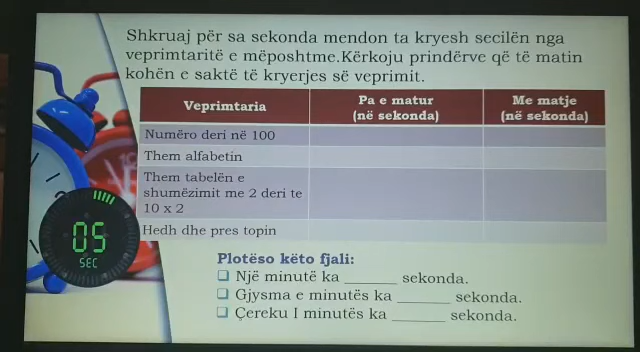 Shkruaj për sa sekonda mendon ta kryesh secilën nga
veprimtaritë e mëposhtme.Kërkoju prindërve që të matin
kohën e saktë të kryerjes së veprimit.
Veprimtaria
Pa e matur
(në sekonda)
Me matje
(në sekonda)
Numëro deri në 100
Them alfabetin
Them tabelën e
shumëzimit me 2 deri te
10 x 2
Hedh dhe pres topin
05
SEC
Plotëso këto fjali:
Një minutë ka ______ sekonda.
Gjysma e minutës ka ______ sekonda.
Çereku I minutës ka ______ sekonda.